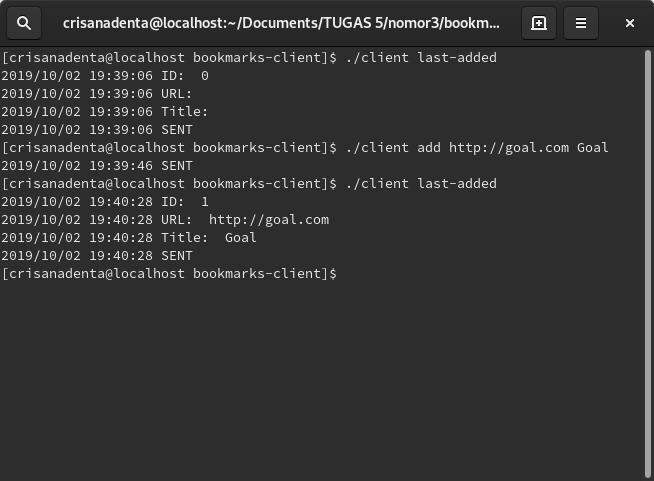 crisanadenta@localhost:~/Documents/TUGAS 5/nomor3/bookm...
[crisanadenta@localhost bookmarks-client]$ ./client last-added
2019/10/02 19:39:06 ID:  0
2019/10/02 19:39:06 URL:
2019/10/02 19:39:06 Title:
2019/10/02 19:39:06 SENT
[crisanadenta@localhost bookmarks-client]$ ./client add http://goal.com Goal
2019/10/02 19:39:46 SENT
[crisanadenta@localhost bookmarks-client]$ ./client last-added
2019/10/02 19:40:28 ID:  1
2019/10/02 19:40:28 URL:  http://goal.com
2019/10/02 19:40:28 Title:  Goal
2019/10/02 19:40:28 SENT
[crisanadenta@localhost bookmarks-client]$